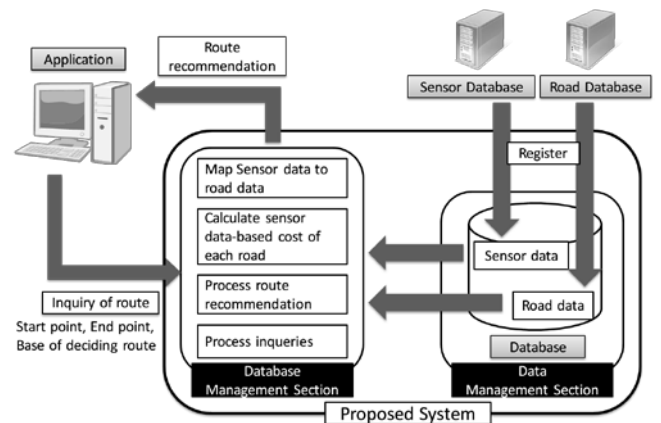 Application
Route
recommendation
Sensor Database
Road Database
Register
Map Sensor data to
road data
Calculate sensor
data-based cost of
each road
Process route
recommendation
Process inqueries
Database
Management Section
Sensor data
Road data
Database
Data
Management Section
Inquiry of route
Start point, End point,
Base of deciding route
Proposed System